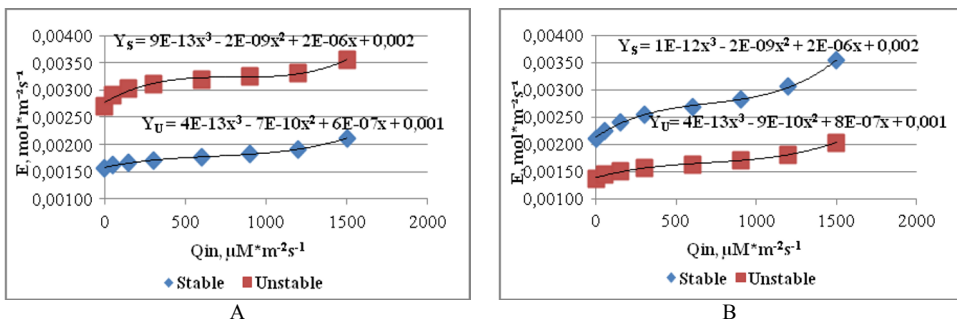 0,00400
0,00350
0,00300
0,00250
0,00200
0,00150
0,00100
E, mol*m⁻²s⁻¹
Y_S = 9E-13x³ - 2E-09x² + 2E-06x + 0,002
Y_U = 4E-13x³ - 7E-10x² + 6E-07x + 0,001
0 500 1000 1500 2000
Qin, µM*m⁻²s⁻¹
Stable Unstable
A
0,00400
0,00350
0,00300
0,00250
0,00200
0,00150
0,00100
E, mol*m⁻²s⁻¹
Y_S = 1E-12x³ - 2E-09x² + 2E-06x + 0,002
Y_U = 4E-13x³ - 9E-10x² + 8E-07x + 0,001
0 500 1000 1500 2000
Qin, µM*m⁻²s⁻¹
Stable Unstable
B